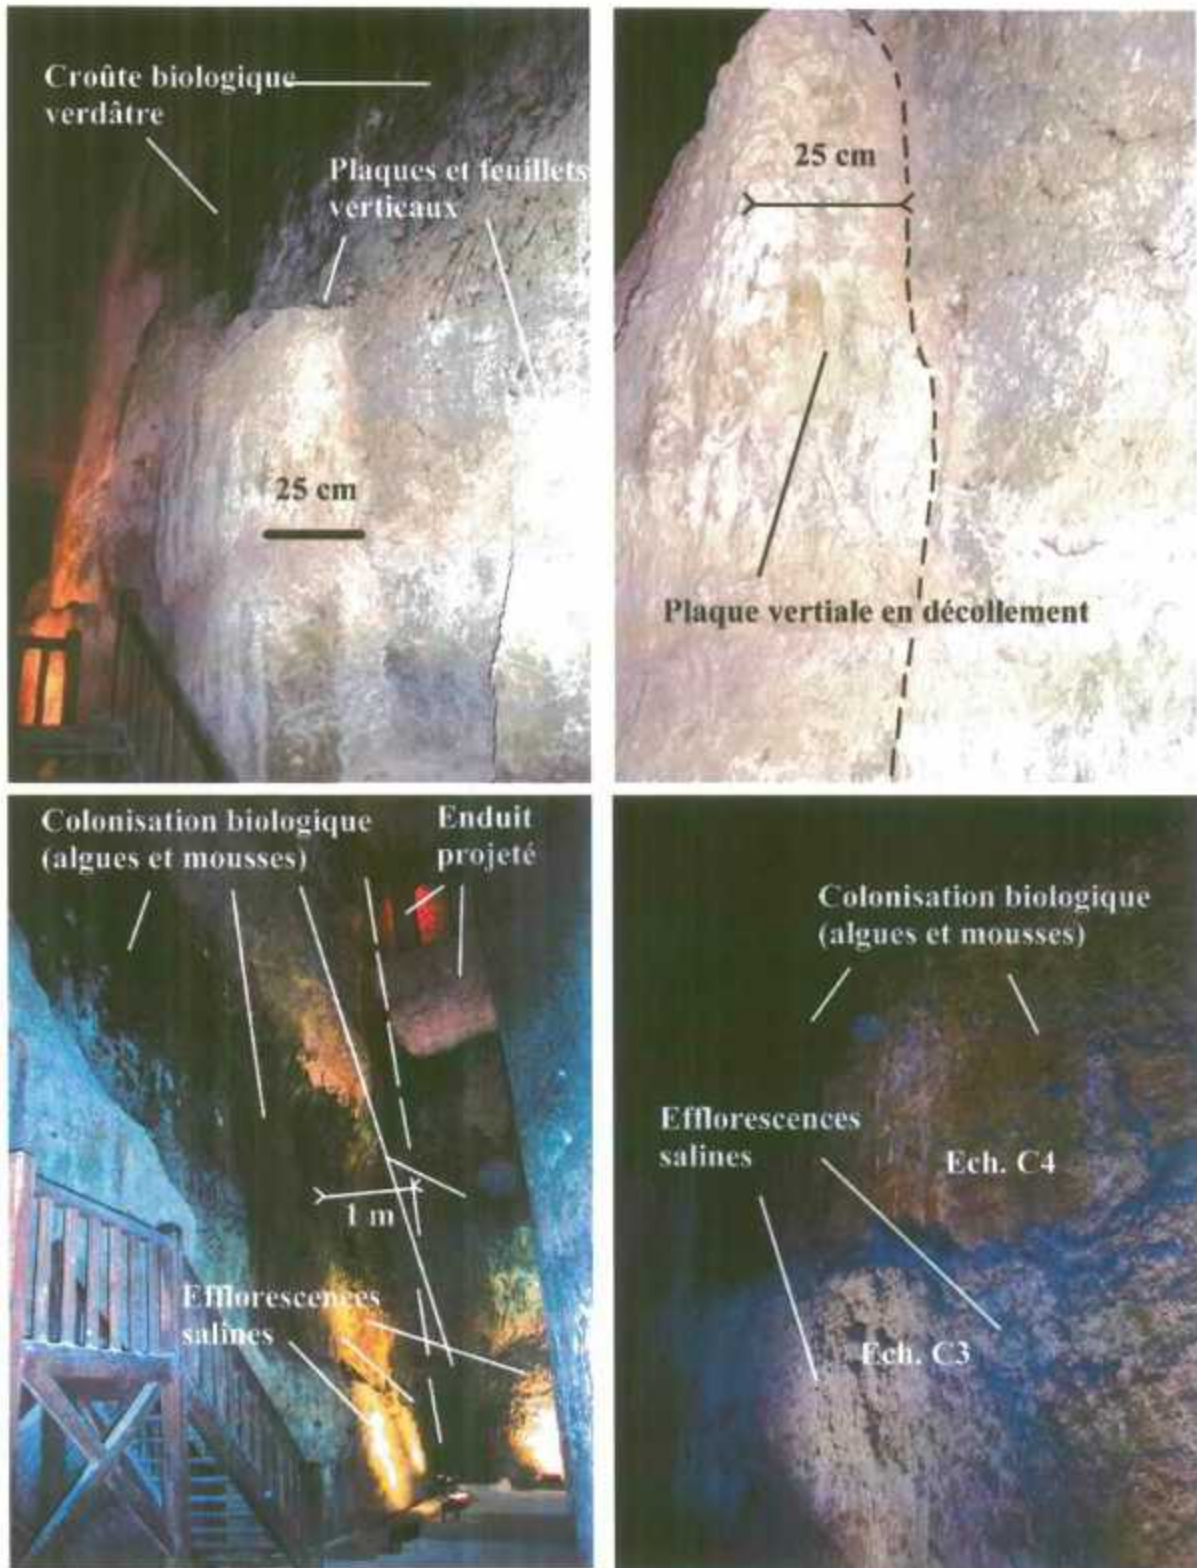 Croûte biologique
verdâtre
Plaques et feuillets
verticaux
25 cm
25 cm
Plaque vertiale en décollement
Colonisation biologique
(algues et mousses)
Enduit
projeté
1 m
Efflorescences
salines
Colonisation biologique
(algues et mousses)
Efflorescences
salines
Ech. C4
Ech. C3